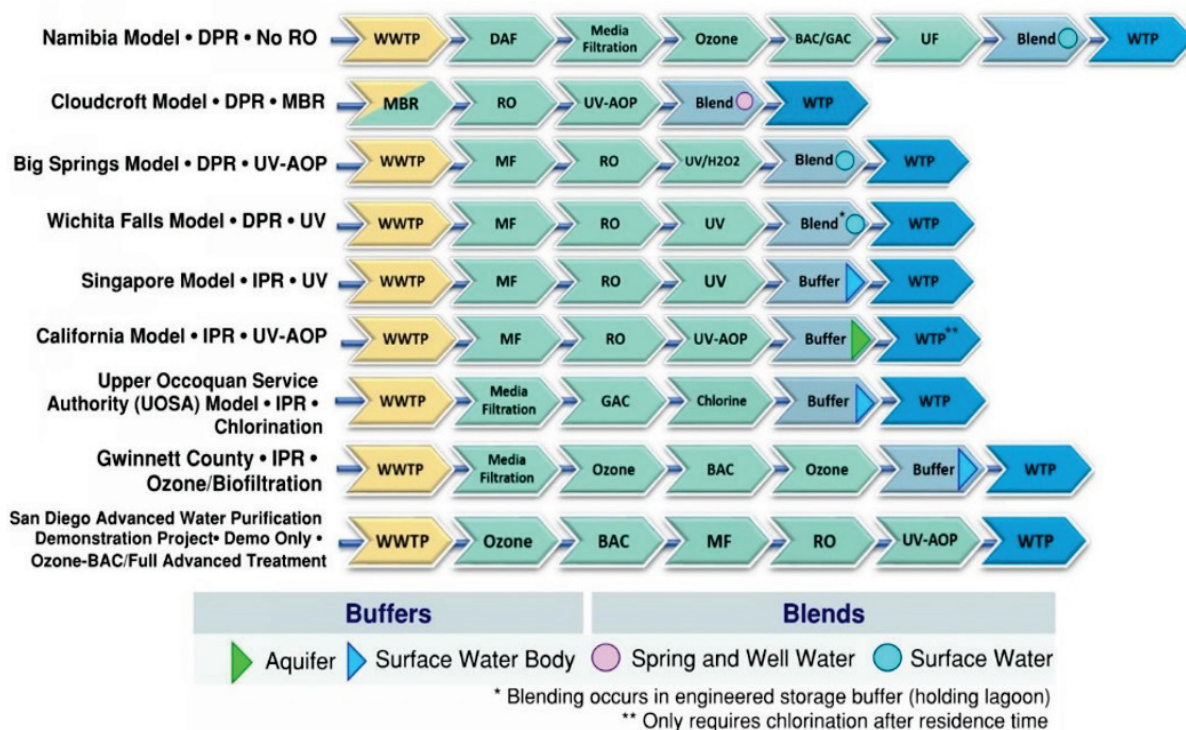 Namibia Model • DPR • No RO
WWTP
DAF
Media
Filtration
Ozone
BAC/GAC
UF
Blend
WTP
Cloudcroft Model • DPR • MBR
MBR
RO
UV-AOP
Blend
WTP
Big Springs Model • DPR • UV-AOP
WWTP
MF
RO
UV/H2O2
Blend
WTP
Wichita Falls Model • DPR • UV
WWTP
MF
RO
UV
Blend*
WTP
Singapore Model • IPR • UV
WWTP
MF
RO
UV
Buffer
WTP
California Model • IPR • UV-AOP
WWTP
MF
RO
UV-AOP
Buffer
WTP**
Upper Occoquan Service
Authority (UOSA) Model • IPR •
Chlorination
WWTP
Media
Filtration
GAC
Chlorine
Buffer
WTP
Gwinnett County • IPR •
Ozone/Biofiltration
WWTP
Media
Filtration
Ozone
BAC
Ozone
Buffer
WTP
San Diego Advanced Water Purification
Demonstration Project• Demo Only •
Ozone-BAC/Full Advanced Treatment
WWTP
Ozone
BAC
MF
RO
UV-AOP
WTP
Buffers
Blends
Aquifer
Surface Water Body
Spring and Well Water
Surface Water
* Blending occurs in engineered storage buffer (holding lagoon)
** Only requires chlorination after residence time